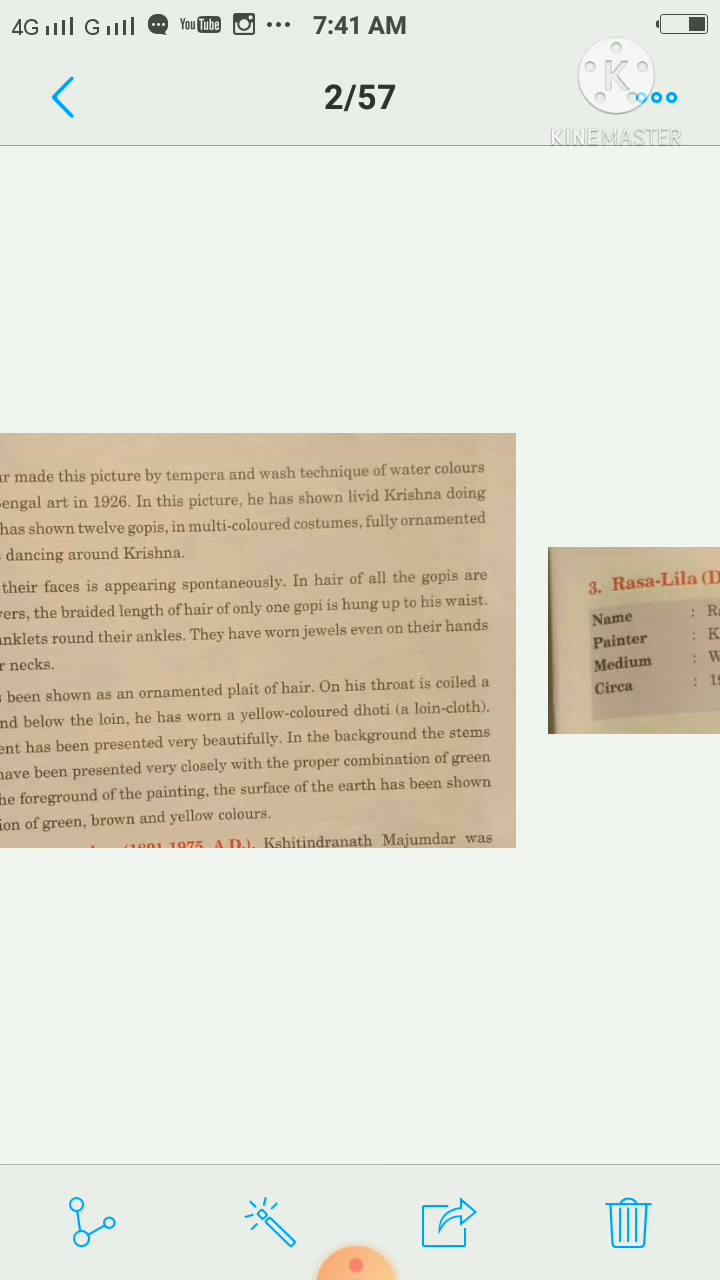 4G G You Tube 7:41 AM
2/57
K
KINEMASTER
made this picture by tempera and wash technique of water colours
engal art in 1926. In this picture, he has shown livid Krishna doing
has shown twelve gopis, in multi-coloured costumes, fully ornamented
dancing around Krishna.
their faces is appearing spontaneously. In hair of all the gopis are
ers, the braided length of hair of only one gopi is hung up to his waist.
nklets round their ankles. They have worn jewels even on their hands
r necks.
been shown as an ornamented plait of hair. On his throat is coiled a
nd below the loin, he has worn a yellow-coloured dhoti (a loin-cloth).
ent has been presented very beautifully. In the background the stems
have been presented very closely with the proper combination of green
he foreground of the painting, the surface of the earth has been shown
ion of green, brown and yellow colours.
(1891-1975 A.D.). Kshitindranath Majumdar was
3. Rasa-Lila (D
Name : Ra
Painter : K
Medium : W
Circa : 19